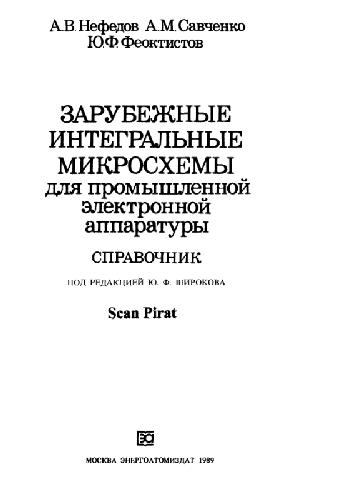 А.В.Нефедов А.М.Савченко
Ю.Ф.Феоктистов
ЗАРУБЕЖНЫЕ
ИНТЕГРАЛЬНЫЕ
МИКРОСХЕМЫ
для промышленной
электронной
аппаратуры
СПРАВОЧНИК
ПОД РЕДАКЦИЕЙ Ю. Ф. ШИРОКОВА
Scan Pirat
МОСКВА ЭНЕРГОАТОМИЗДАТ 1989